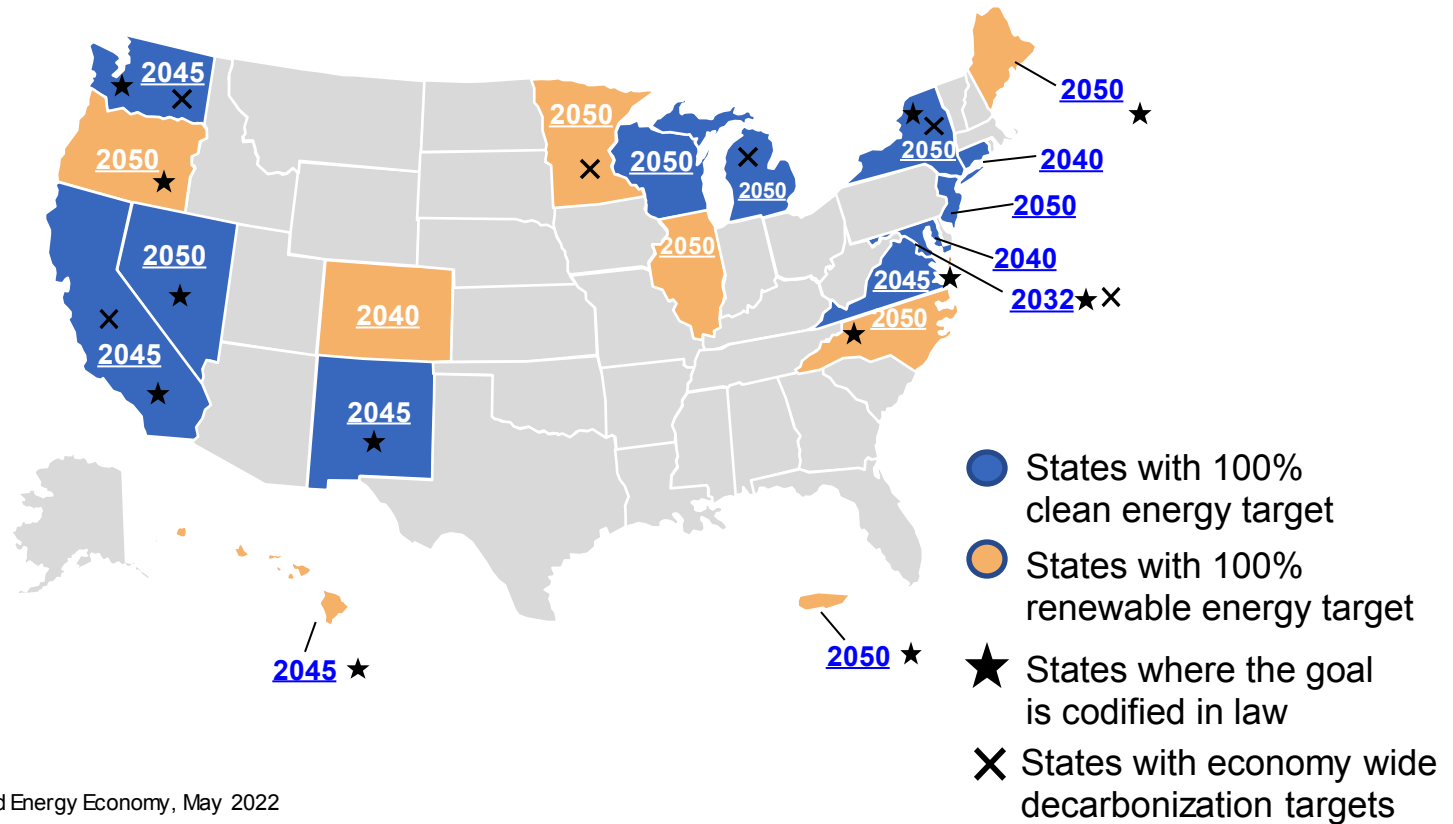 2045
2050
2050
2045
2040
2045
2050
2050
2050
2050
2050
2050
2040
2050
2040
2045
2032
2050
2045
2050
States with 100%
clean energy target
States with 100%
renewable energy target
States where the goal
is codified in law
States with economy wide
decarbonization targets
Energy Economy, May 2022